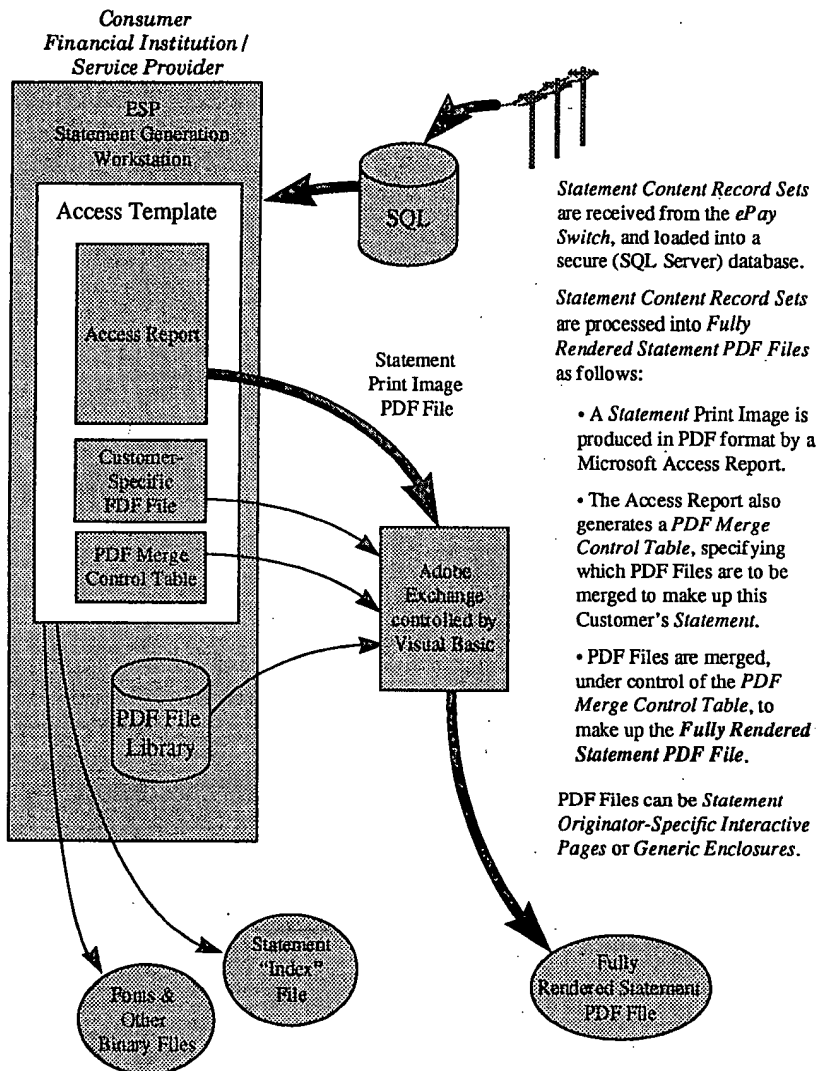 Consumer
Financial Institution /
Service Provider
ESP
Statement Generation
Workstation
Access Template
Access Report
Customer-
Specific
PDF File
PDF Merge
Control Table
PDF File
Library
SQL
Statement
Print Image
PDF File
Adobe
Exchange
controlled by
Visual Basic
Statement
"Index"
File
Fonts &
Other
Binary Files
Fully
Rendered Statement
PDF File
Statement Content Record Sets
are received from the ePay
Switch, and loaded into a
secure (SQL Server) database.
Statement Content Record Sets
are processed into Fully
Rendered Statement PDF Files
as follows:
• A Statement Print Image is
produced in PDF format by a
Microsoft Access Report.
• The Access Report also
generates a PDF Merge
Control Table, specifying
which PDF Files are to be
merged to make up this
Customer's Statement.
• PDF Files are merged,
under control of the PDF
Merge Control Table, to
make up the Fully Rendered
Statement PDF File.
PDF Files can be Statement
Originator-Specific Interactive
Pages or Generic Enclosures.